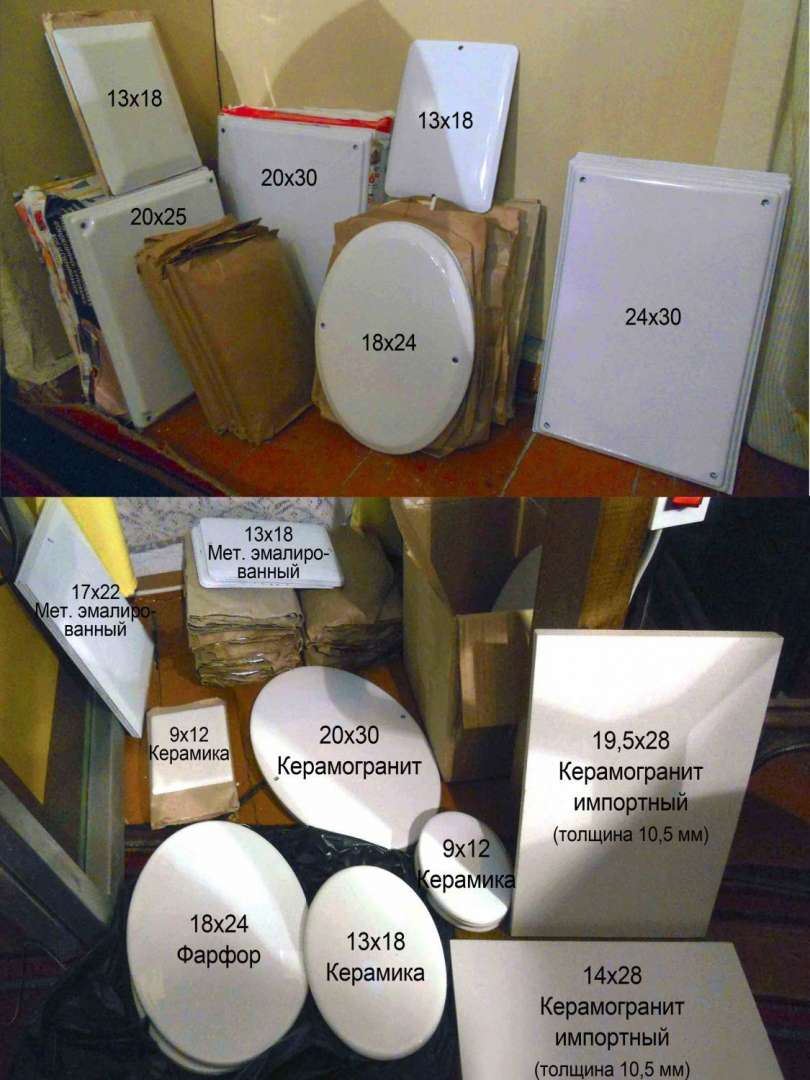 13x18
13x18
20x30
20x25
24x30
18x24
13x18
Мет. эмалиро-
ванный
17x22
Мет. эмалиро-
ванный
9x12
Керамика
20x30
Керамогранит
19,5x28
Керамогранит
импортный
(толщина 10,5 мм)
9x12
Керамика
18x24
Фарфор
13x18
Керамика
14x28
Керамогранит
импортный
(толщина 10,5 мм)